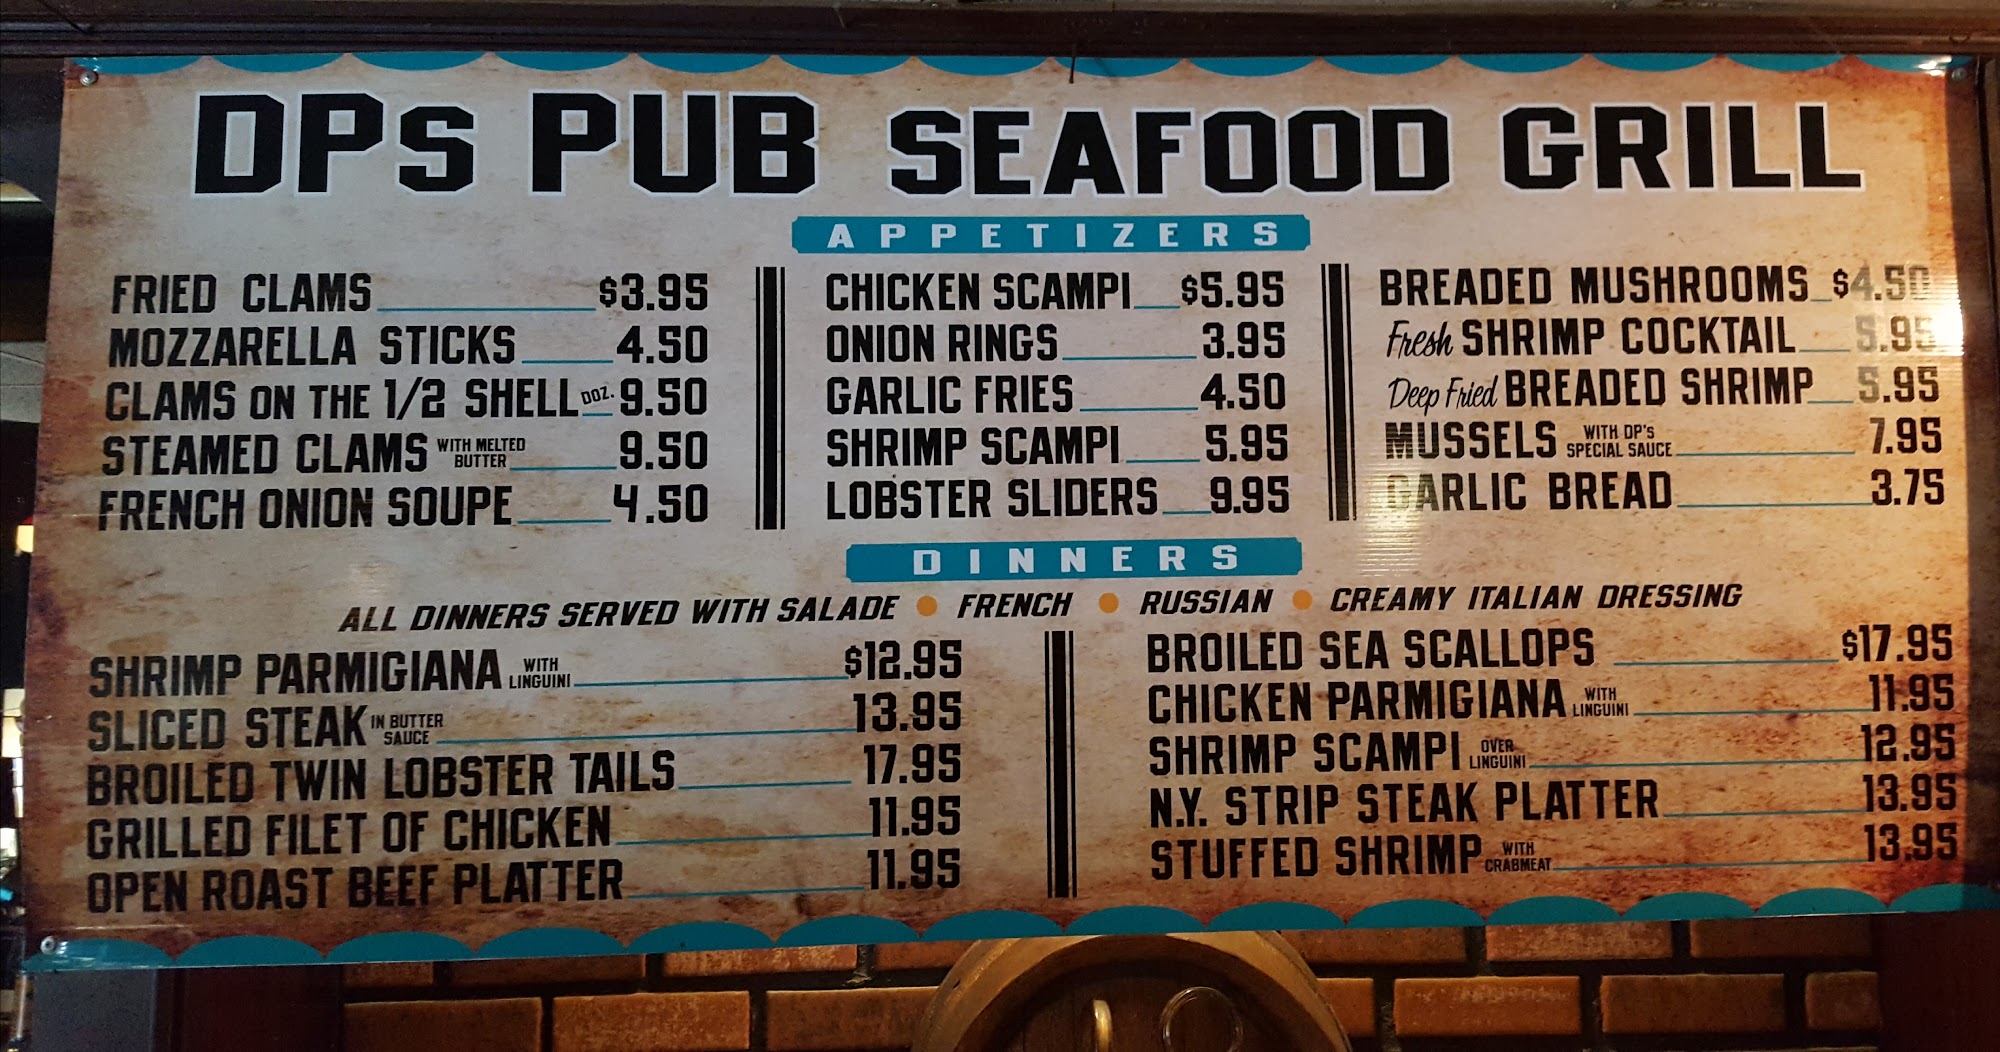 DPs PUB SEAFOOD GRILL
APPETIZERS
FRIED CLAMS $3.95
MOZZARELLA STICKS 4.50
CLAMS ON THE 1/2 SHELL DOZ. 9.50
STEAMED CLAMS WITH MELTED BUTTER 9.50
FRENCH ONION SOUPE 4.50
CHICKEN SCAMPI $5.95
ONION RINGS 3.95
GARLIC FRIES 4.50
SHRIMP SCAMPI 5.95
LOBSTER SLIDERS 9.95
BREADED MUSHROOMS $4.50
Fresh SHRIMP COCKTAIL 5.95
Deep Fried BREADED SHRIMP 5.95
MUSSELS WITH DP'S SPECIAL SAUCE 7.95
GARLIC BREAD 3.75
DINNERS
ALL DINNERS SERVED WITH SALADE • FRENCH • RUSSIAN • CREAMY ITALIAN DRESSING
SHRIMP PARMIGIANA WITH LINGUINI $12.95
SLICED STEAK IN BUTTER SAUCE 13.95
BROILED TWIN LOBSTER TAILS 17.95
GRILLED FILET OF CHICKEN 11.95
OPEN ROAST BEEF PLATTER 11.95
BROILED SEA SCALLOPS $17.95
CHICKEN PARMIGIANA WITH LINGUINI 11.95
SHRIMP SCAMPI OVER LINGUINI 12.95
N.Y. STRIP STEAK PLATTER 13.95
STUFFED SHRIMP WITH CRABMEAT 13.95